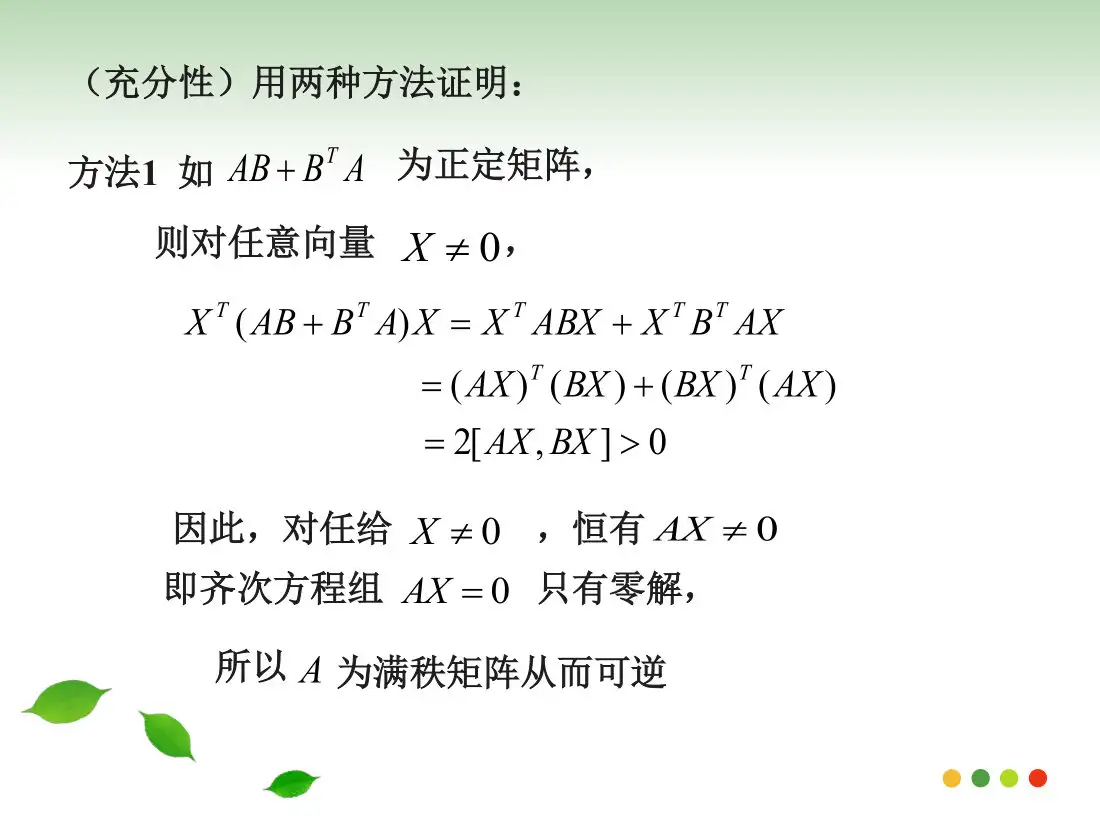 （充分性）用两种方法证明：
方法1 如 AB + B^T A 为正定矩阵，
则对任意向量 X ≠ 0，
X^T (AB + B^T A) X = X^T ABX + X^T B^T AX
= (AX)^T (BX) + (BX)^T (AX)
= 2[AX, BX] > 0
因此，对任给 X ≠ 0 ，恒有 AX ≠ 0
即齐次方程组 AX = 0 只有零解，
所以 A 为满秩矩阵从而可逆